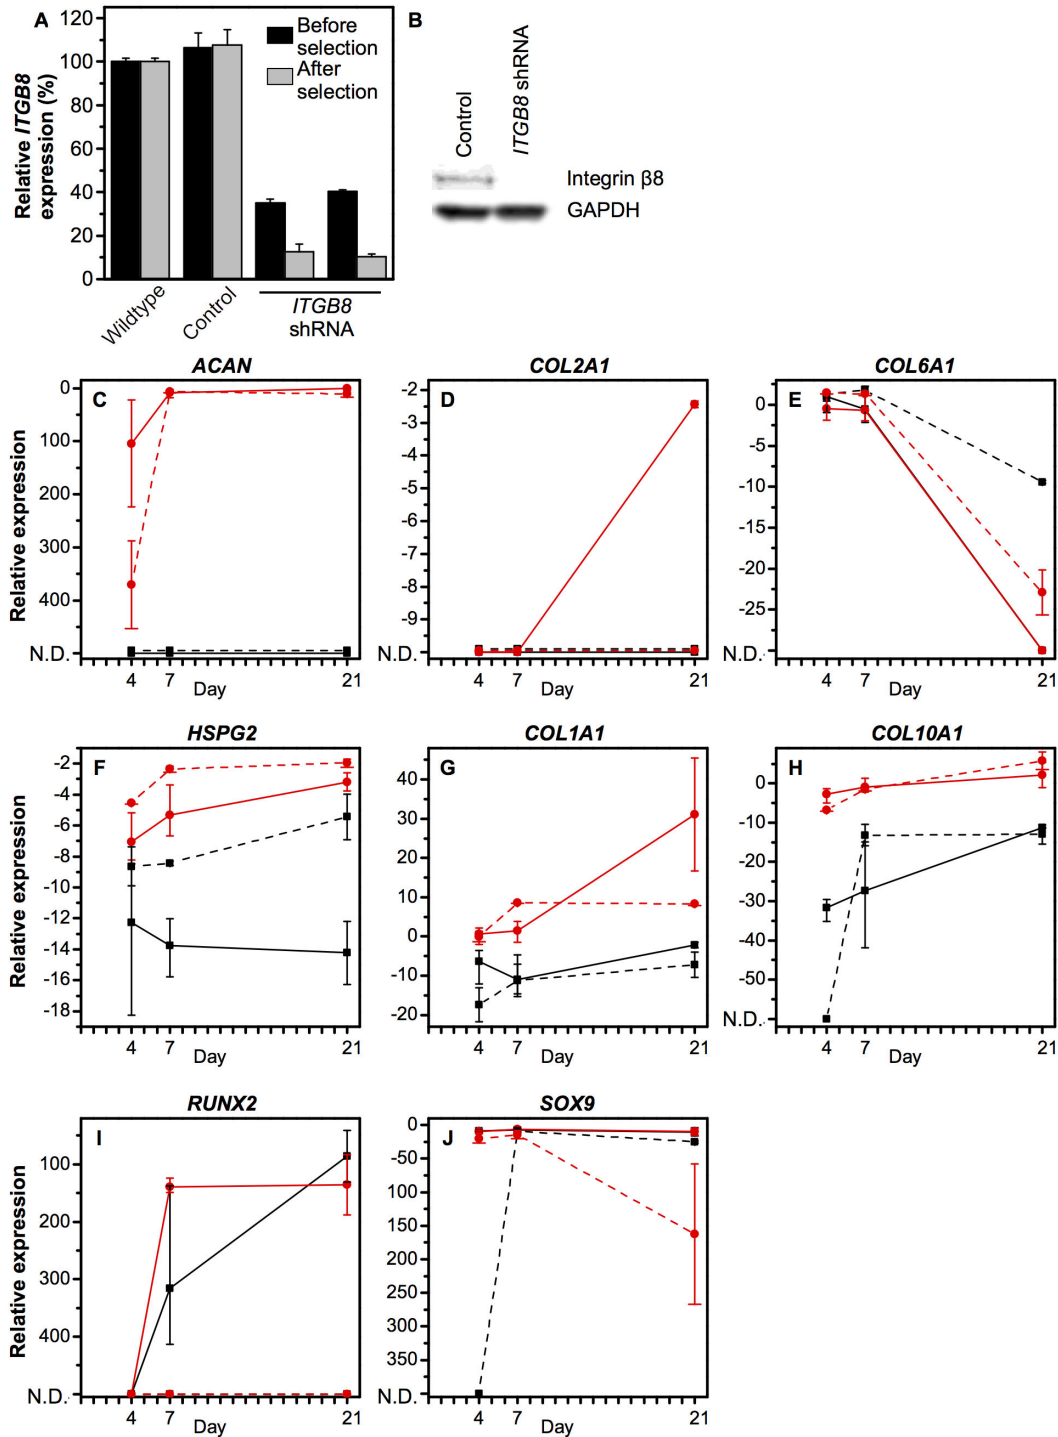 A
120
100
80
60
40
20
0
Relative ITGB8
expression (%)
Before
selection
After
selection
Wildtype
Control
ITGB8
shRNA
B
Control
ITGB8 shRNA
Integrin β8
GAPDH
ACAN
C
0
100
200
300
400
N.D.
Relative expression
4
7
21
Day
COL2A1
D
-2
-3
-4
-5
-6
-7
-8
-9
4
7
21
Day
COL6A1
E
0
-5
-10
-15
-20
-25
N.D.
4
7
21
Day
HSPG2
F
-2
-4
-6
-8
-10
-12
-14
-16
-18
Relative expression
4
7
21
Day
COL1A1
G
40
30
20
10
0
-10
-20
4
7
21
Day
COL10A1
H
0
-10
-20
-30
-40
-50
N.D.
4
7
21
Day
RUNX2
I
100
200
300
400
N.D.
Relative expression
4
7
21
Day
SOX9
J
0
-50
100
150
200
250
300
350
N.D.
4
7
21
Day